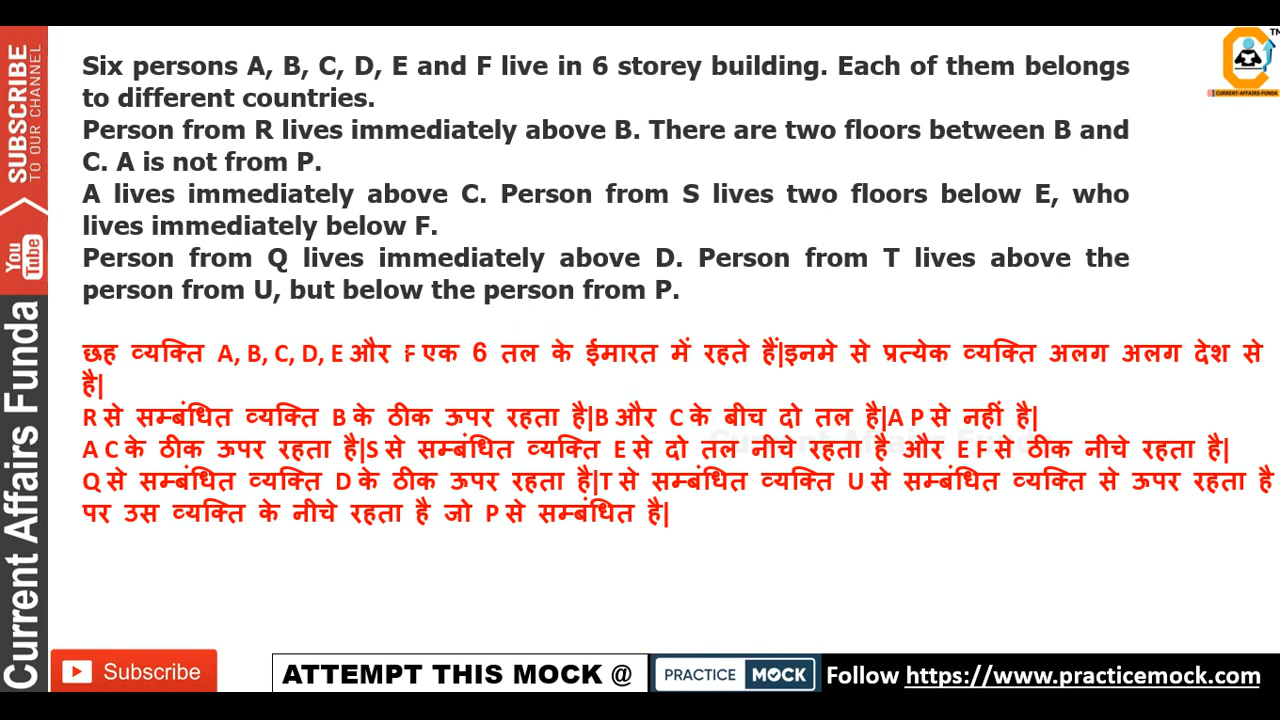 Six persons A, B, C, D, E and F live in 6 storey building. Each of them belongs
to different countries.
Person from R lives immediately above B. There are two floors between B and
C. A is not from P.
A lives immediately above C. Person from S lives two floors below E, who
lives immediately below F.
Person from Q lives immediately above D. Person from T lives above the
person from U, but below the person from P.
छह व्यक्ति A, B, C, D, E और F एक 6 तल के ईमारत में रहते हैं|इनमे से प्रत्येक व्यक्ति अलग अलग देश से
है|
R से सम्बंधित व्यक्ति B के ठीक ऊपर रहता है|B और C के बीच दो तल है|A P से नहीं है|
A C के ठीक ऊपर रहता है|S से सम्बंधित व्यक्ति E से दो तल नीचे रहता है और E F से ठीक नीचे रहता है|
Q से सम्बंधित व्यक्ति D के ठीक ऊपर रहता है|T से सम्बंधित व्यक्ति U से सम्बंधित व्यक्ति से ऊपर रहता है
पर उस व्यक्ति के नीचे रहता है जो P से सम्बंधित है|
SUBSCRIBE
TO OUR CHANNEL
You
Tube
Current Affairs Funda
TM
CURRENT-AFFAIRS-FUNDA
Subscribe
ATTEMPT THIS MOCK @
PRACTICE MOCK
Follow https://www.practicemock.com